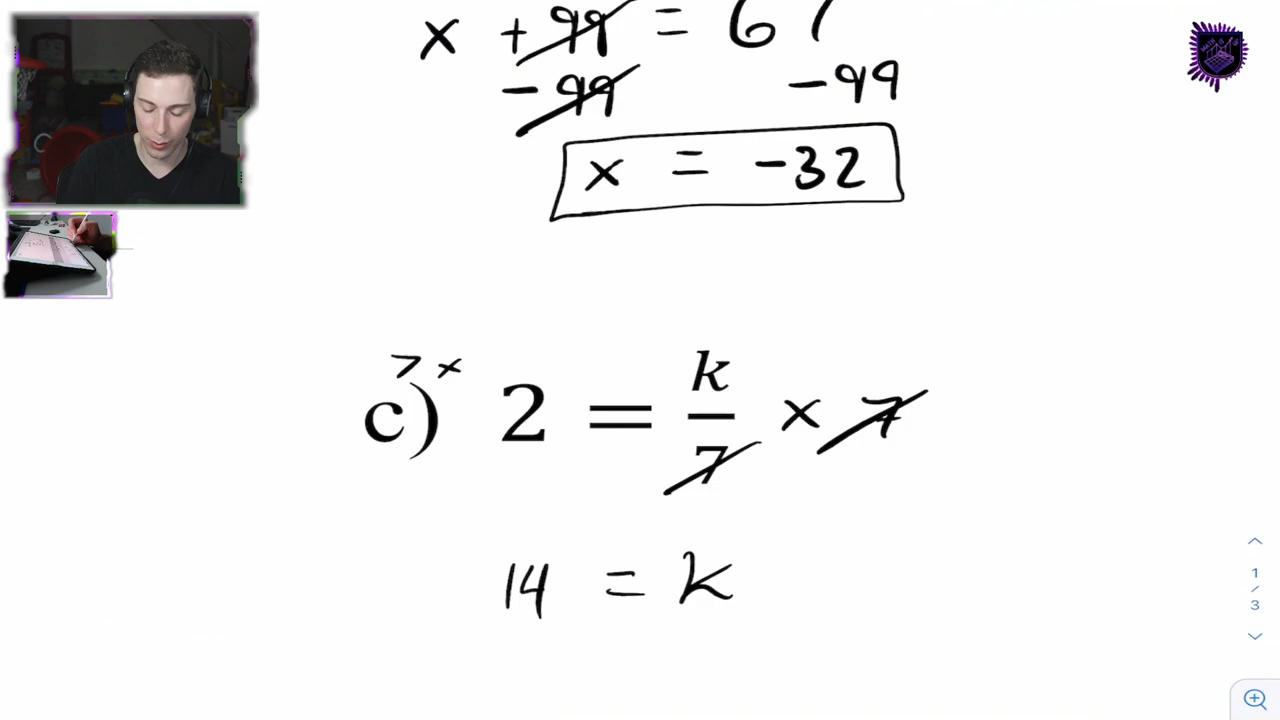 x + 99 = 67
- 99 - 99
x = -32
7 x
c) 2 = k/7 × 7
14 = k
1
/
3